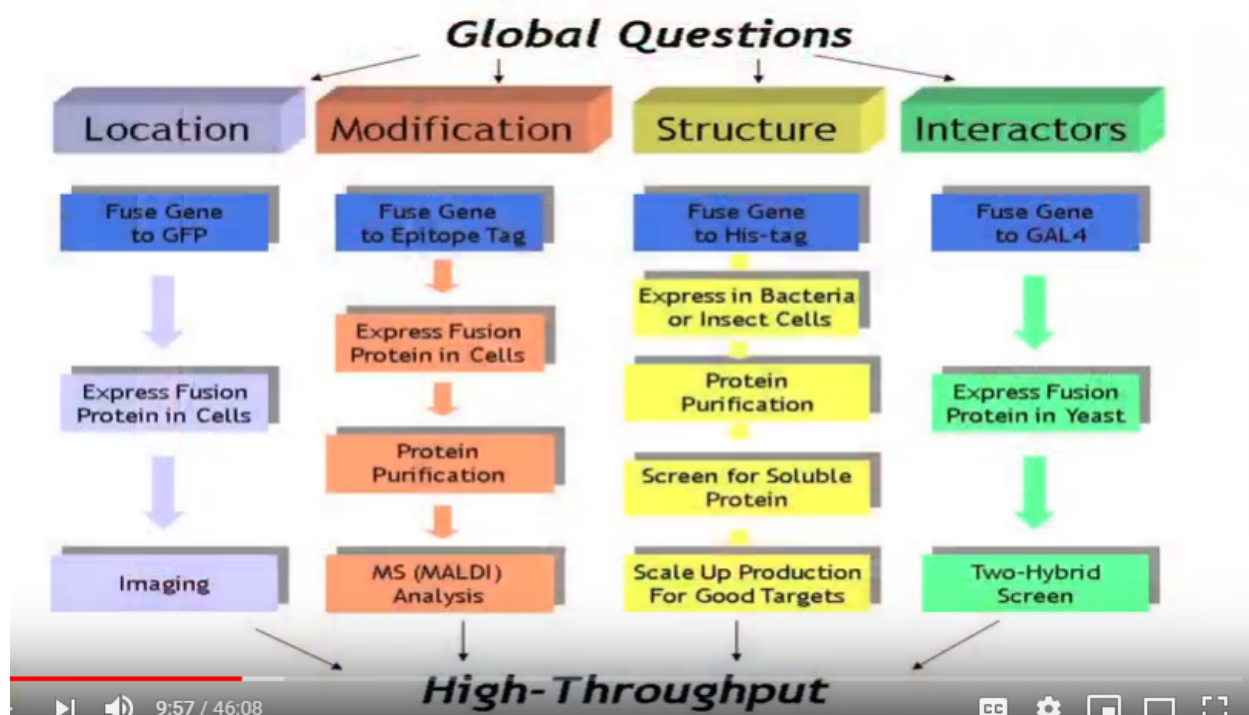 Global Questions
Location
Modification
Structure
Interactors
Fuse Gene
to GFP
Express Fusion
Protein in Cells
Imaging
Fuse Gene
to Epitope Tag
Express Fusion
Protein in Cells
Protein
Purification
MS (MALDI)
Analysis
Fuse Gene
to His-tag
Express in Bacteria
or Insect Cells
Protein
Purification
Screen for Soluble
Protein
Scale Up Production
For Good Targets
Fuse Gene
to GAL4
Express Fusion
Protein in Yeast
Two-Hybrid
Screen
High-Throughput
9:57 / 46:08
CC